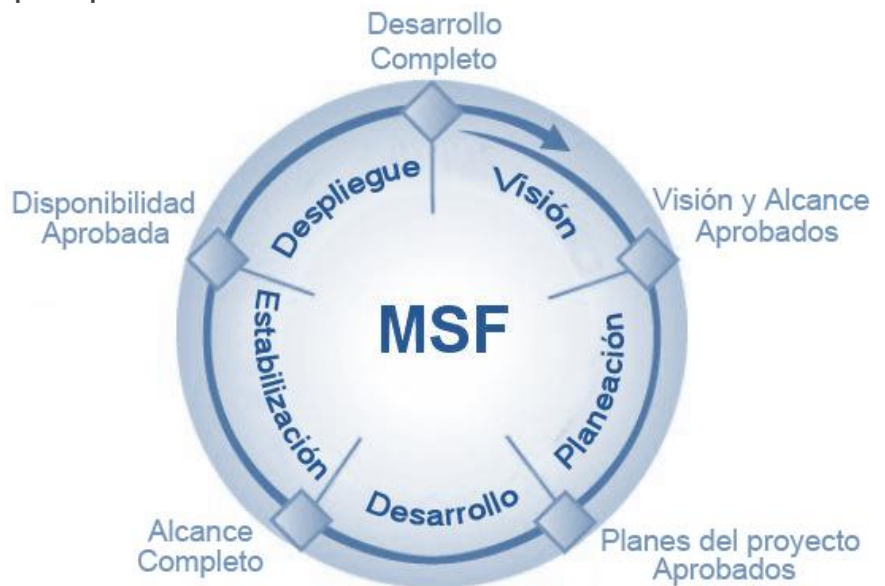 Desarrollo
Completo
Despliegue
Visión
Disponibilidad
Aprobada
Visión y Alcance
Aprobados
MSF
Estabilización
Planeación
Desarrollo
Alcance
Completo
Planes del proyecto
Aprobados